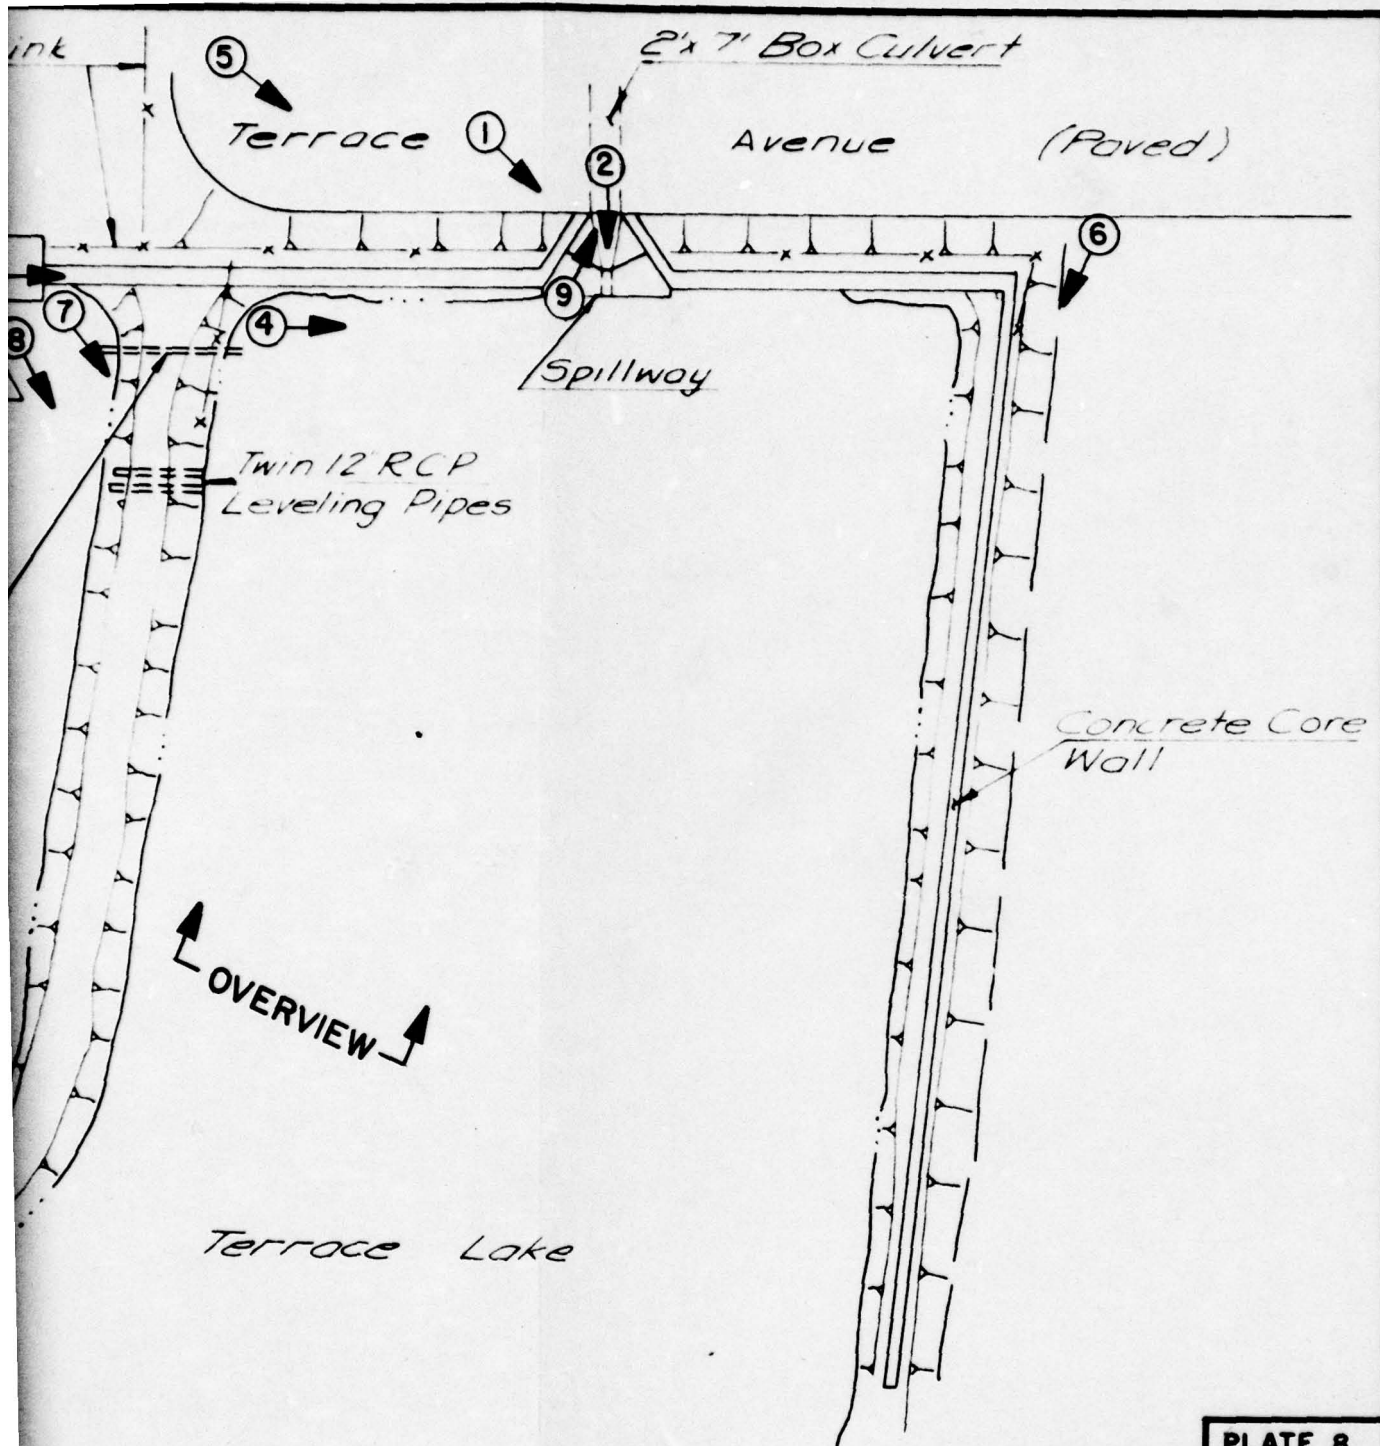 ink
5
2' x 7' Box Culvert
Terrace
1
Avenue
(Paved)
2
6
9
7
4
8
Spillway
Twin 12" RCP
Leveling Pipes
Concrete Core
Wall
OVERVIEW
Terrace Lake
PLATE 8